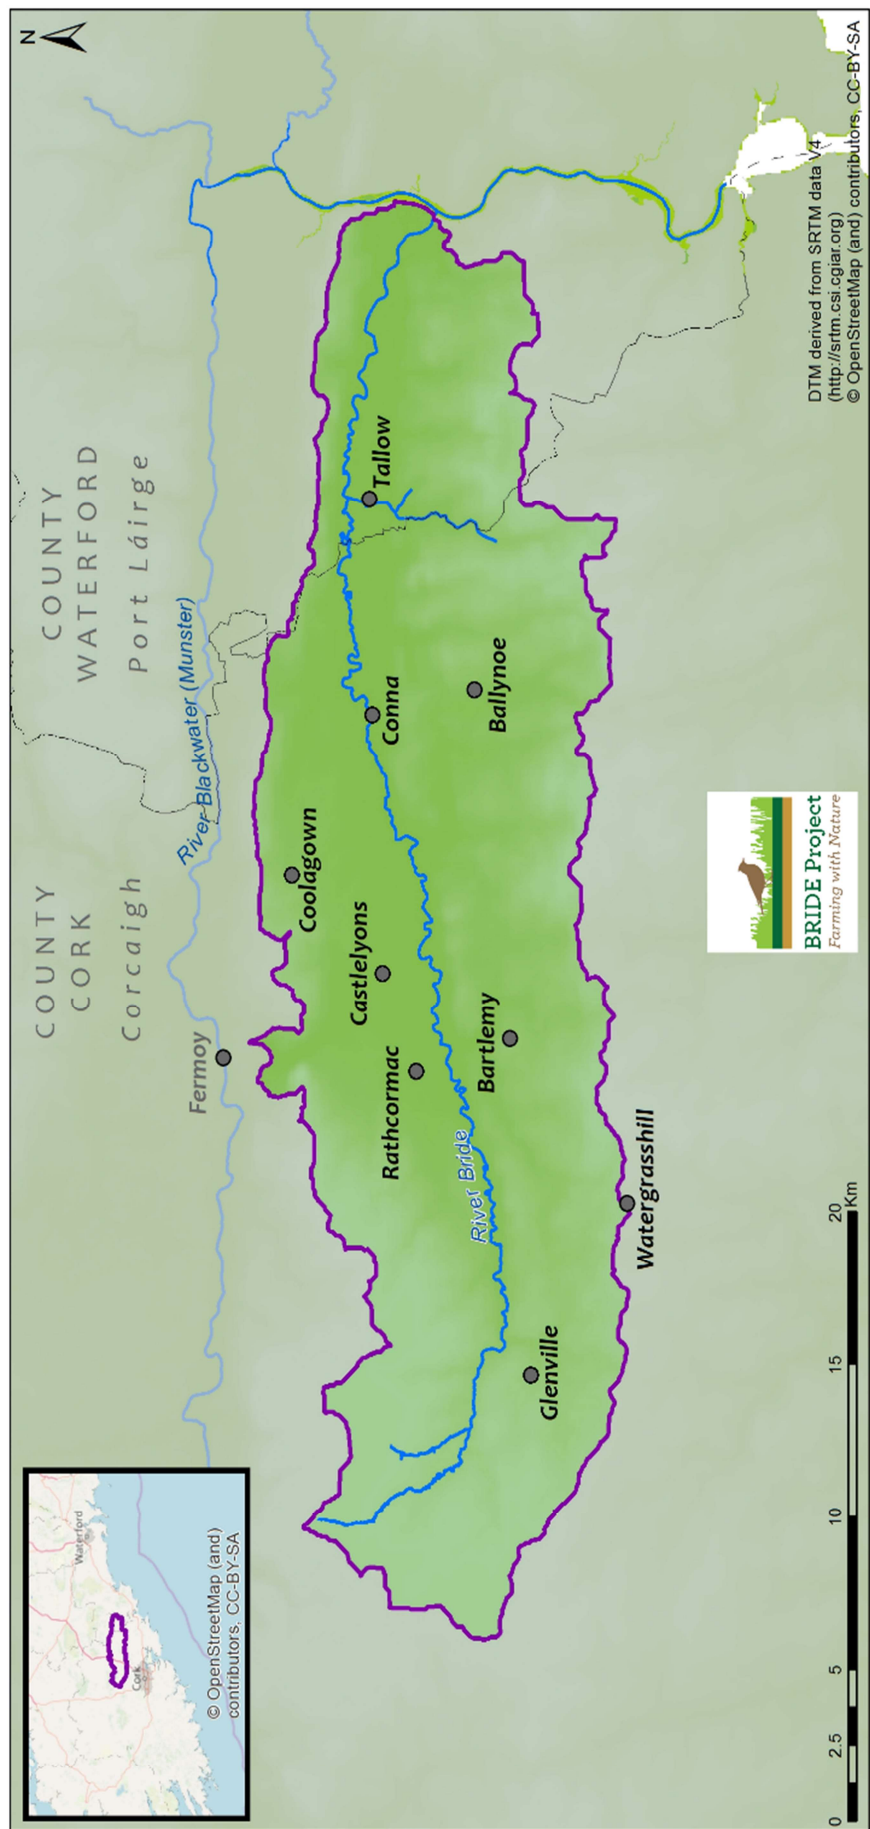 N
COUNTY
WATERFORD
Port Láirge
COUNTY
CORK
Corcaigh
River Blackwater (Munster)
Fermoy
Tallow
Conna
Ballynoe
Coolagown
Castlelyons
Rathcormac
Bartlemy
River Bride
Watergrasshill
Glenville
Waterford
Cork
© OpenStreetMap (and)
contributors, CC-BY-SA
0
2.5
5
10
15
20
Km
BRIDE Project
Farming with Nature
DTM derived from SRTM data V4
(http://srtm.csi.cgiar.org)
© OpenStreetMap (and) contributors, CC-BY-SA